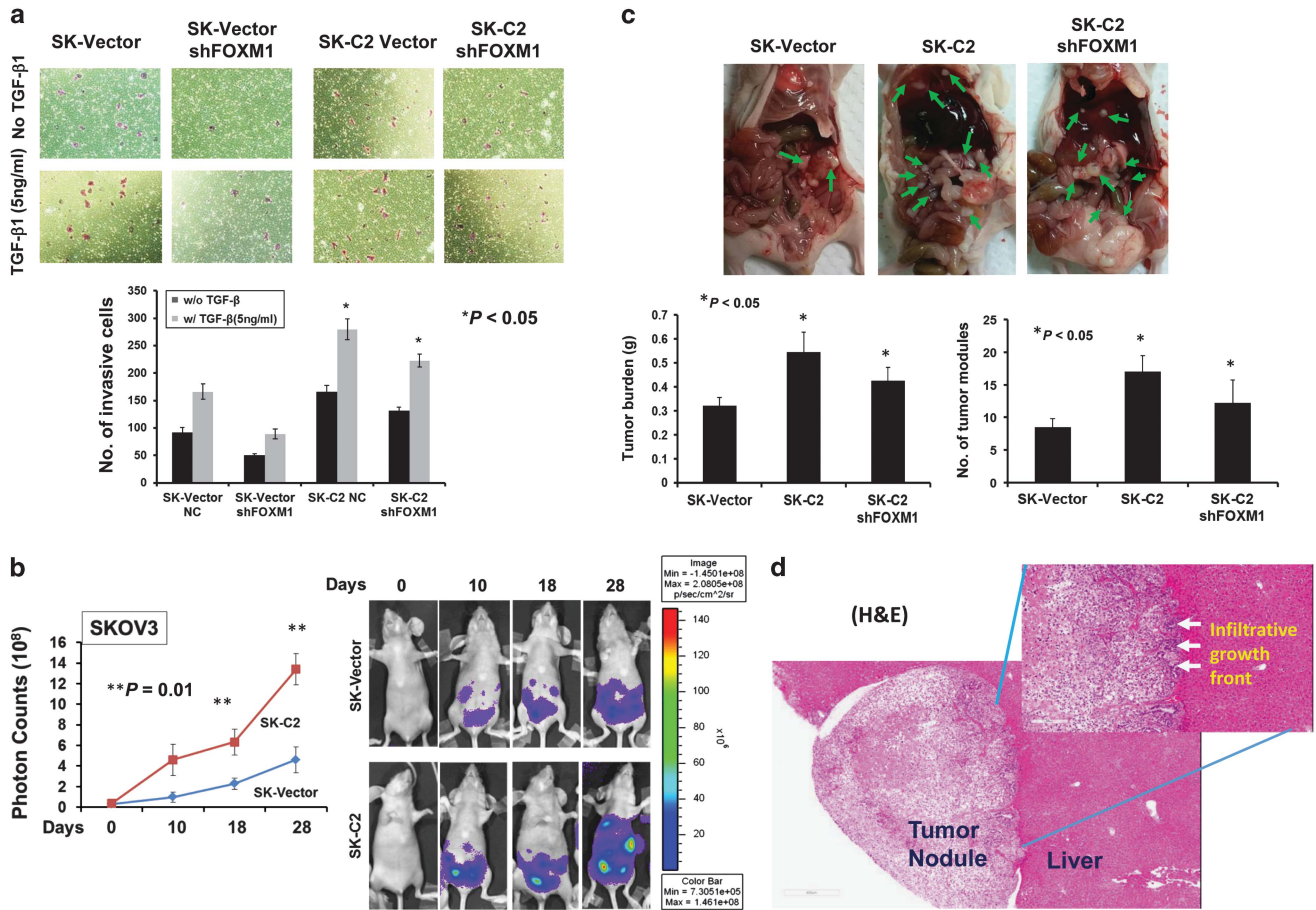 a
SK-Vector
SK-Vector
shFOXM1
SK-C2 Vector
SK-C2
shFOXM1
No TGF-β1
TGF-β1 (5ng/ml)
No. of invasive cells
350
300
250
200
150
100
50
0
w/o TGF-β
w/ TGF-β(5ng/ml)
*
*
*P < 0.05
SK-Vector
NC
SK-Vector
shFOXM1
SK-C2 NC
SK-C2
shFOXM1
c
SK-Vector
SK-C2
SK-C2
shFOXM1
Tumor burden (g)
0.7
0.6
0.5
0.4
0.3
0.2
0.1
0
*P < 0.05
*
*
SK-Vector
SK-C2
SK-C2
shFOXM1
No. of tumor modules
25
20
15
10
5
0
*P < 0.05
*
*
SK-Vector
SK-C2
SK-C2
shFOXM1
b
SKOV3
Photon Counts (10⁸)
16
14
12
10
8
6
4
2
0
**P = 0.01
**
**
SK-C2
SK-Vector
Days 0 10 18 28
Days 0 10 18 28
SK-Vector
SK-C2
Image
Min = -1.4501e+08
Max = 2.0805e+08
p/sec/cm^2/sr
140
120
100
80
60
40
20
x10⁶
Color Bar
Min = 7.3051e+05
Max = 1.461e+08
d
(H&E)
Infiltrative
growth
front
Tumor
Nodule
Liver